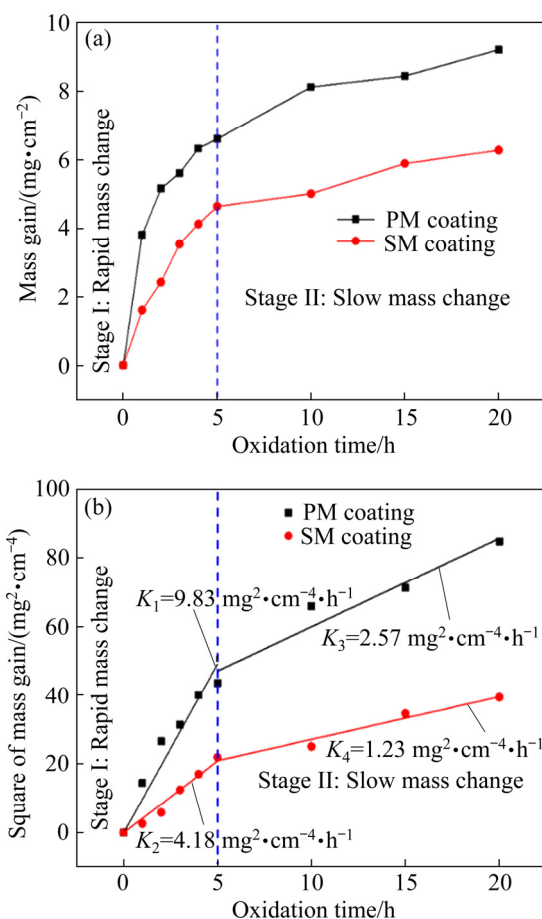 (a)
10
8
6
4
2
0
Mass gain/(mg•cm⁻²)
Stage I: Rapid mass change
PM coating
SM coating
Stage II: Slow mass change
0 5 10 15 20
Oxidation time/h
(b)
100
80
60
40
20
0
Square of mass gain/(mg²•cm⁻⁴)
Stage I: Rapid mass change
PM coating
SM coating
K₁=9.83 mg²•cm⁻⁴•h⁻¹
K₃=2.57 mg²•cm⁻⁴•h⁻¹
K₄=1.23 mg²•cm⁻⁴•h⁻¹
Stage II: Slow mass change
K₂=4.18 mg²•cm⁻⁴•h⁻¹
0 5 10 15 20
Oxidation time/h